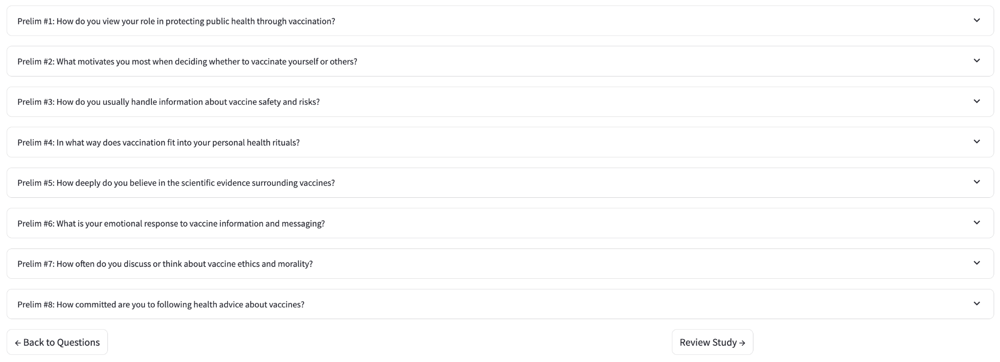 Prelim #1: How do you view your role in protecting public health through vaccination?
Prelim #2: What motivates you most when deciding whether to vaccinate yourself or others?
Prelim #3: How do you usually handle information about vaccine safety and risks?
Prelim #4: In what way does vaccination fit into your personal health rituals?
Prelim #5: How deeply do you believe in the scientific evidence surrounding vaccines?
Prelim #6: What is your emotional response to vaccine information and messaging?
Prelim #7: How often do you discuss or think about vaccine ethics and morality?
Prelim #8: How committed are you to following health advice about vaccines?
← Back to Questions
Review Study →